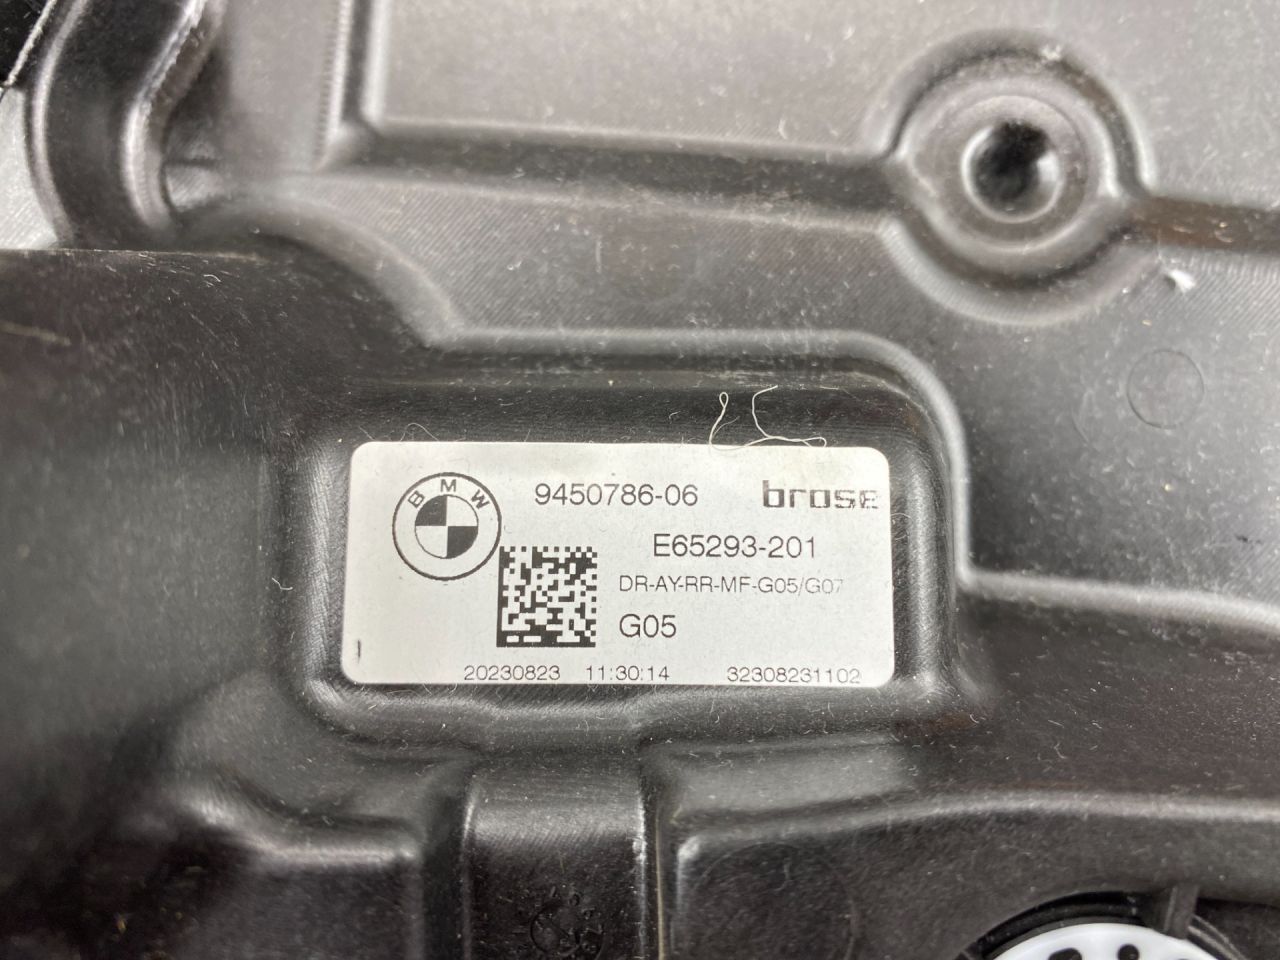 BMW
9450786-06 brose
E65293-201
DR-AY-RR-MF-G05/G07
G05
20230823 11:30:14 32308231102